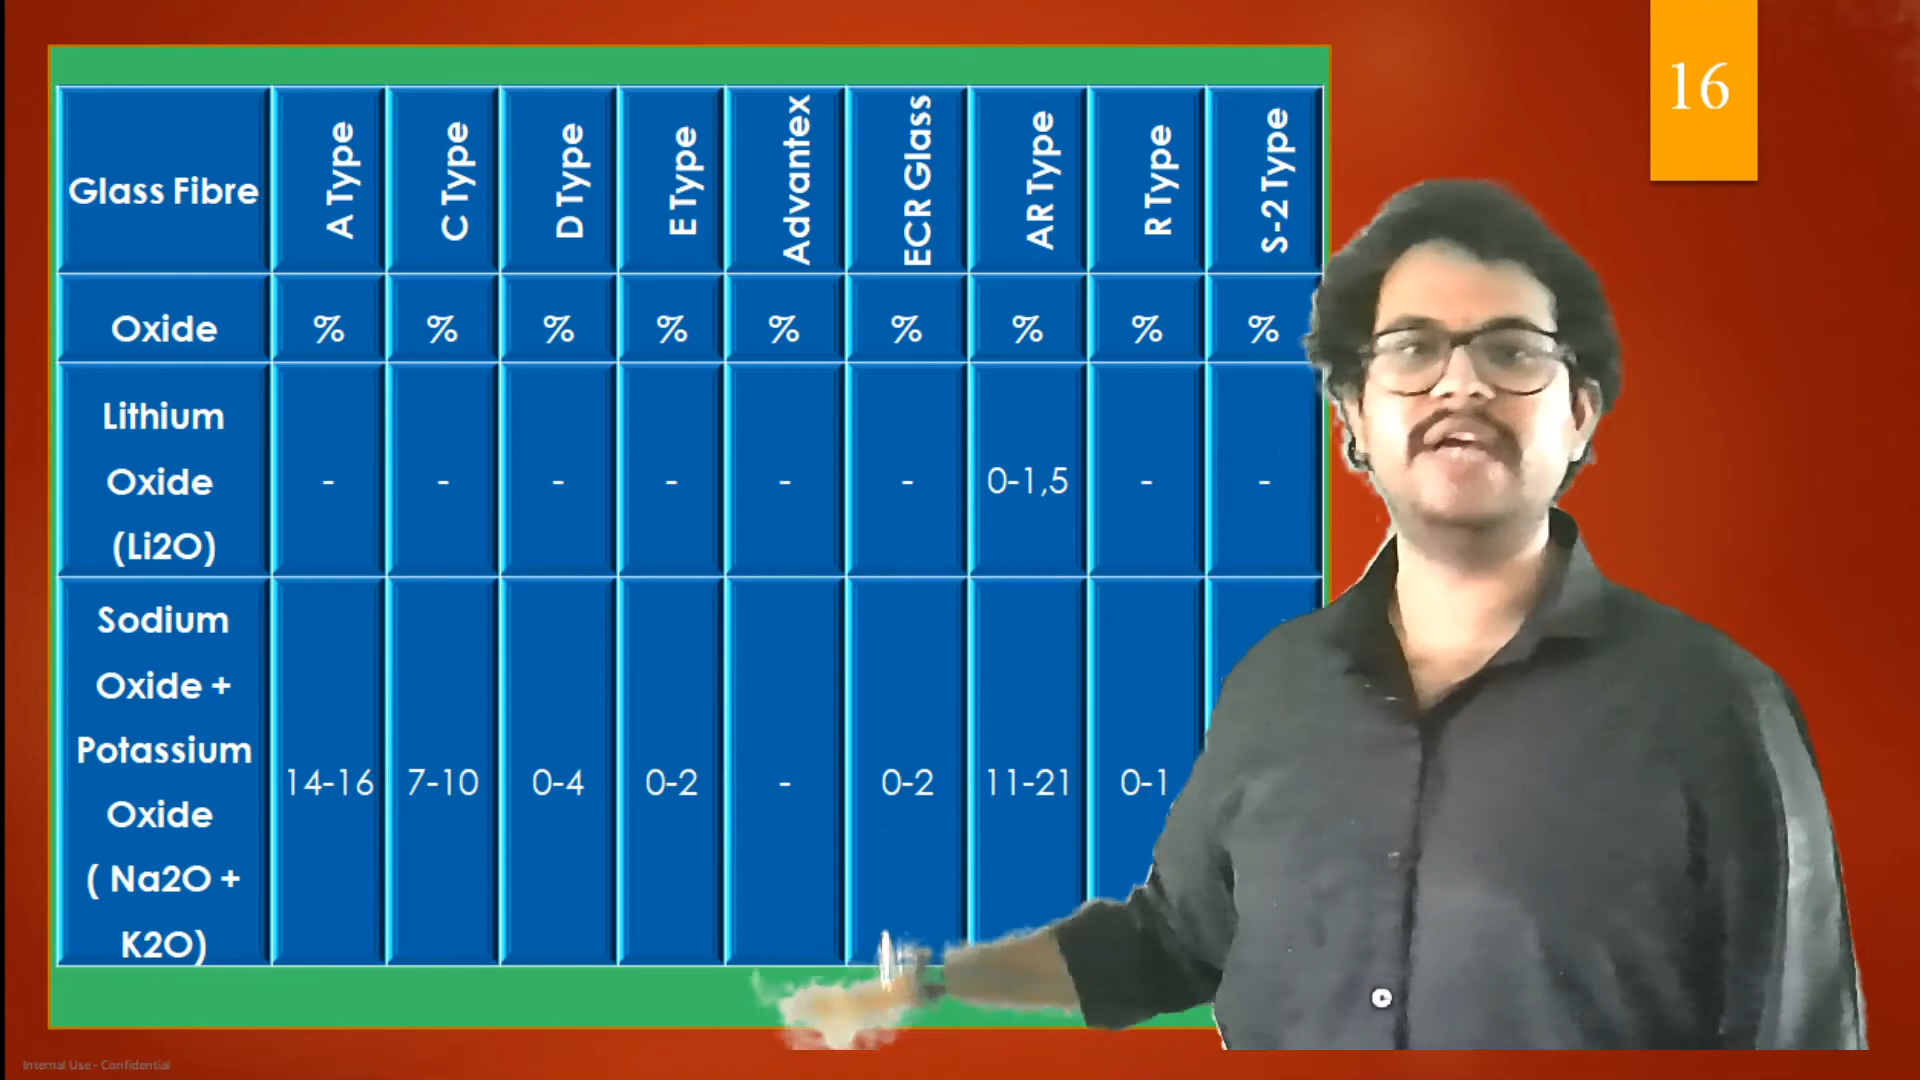 16
Glass Fibre A Type C Type D Type E Type Advantex ECR Glass AR Type R Type S-2 Type
Oxide % % % % % % % % %
Lithium
Oxide - - - - - - 0-1,5 - -
(Li2O)
Sodium
Oxide +
Potassium
Oxide 14-16 7-10 0-4 0-2 - 0-2 11-21 0-1
( Na2O +
K2O)
Internal Use - Confidential